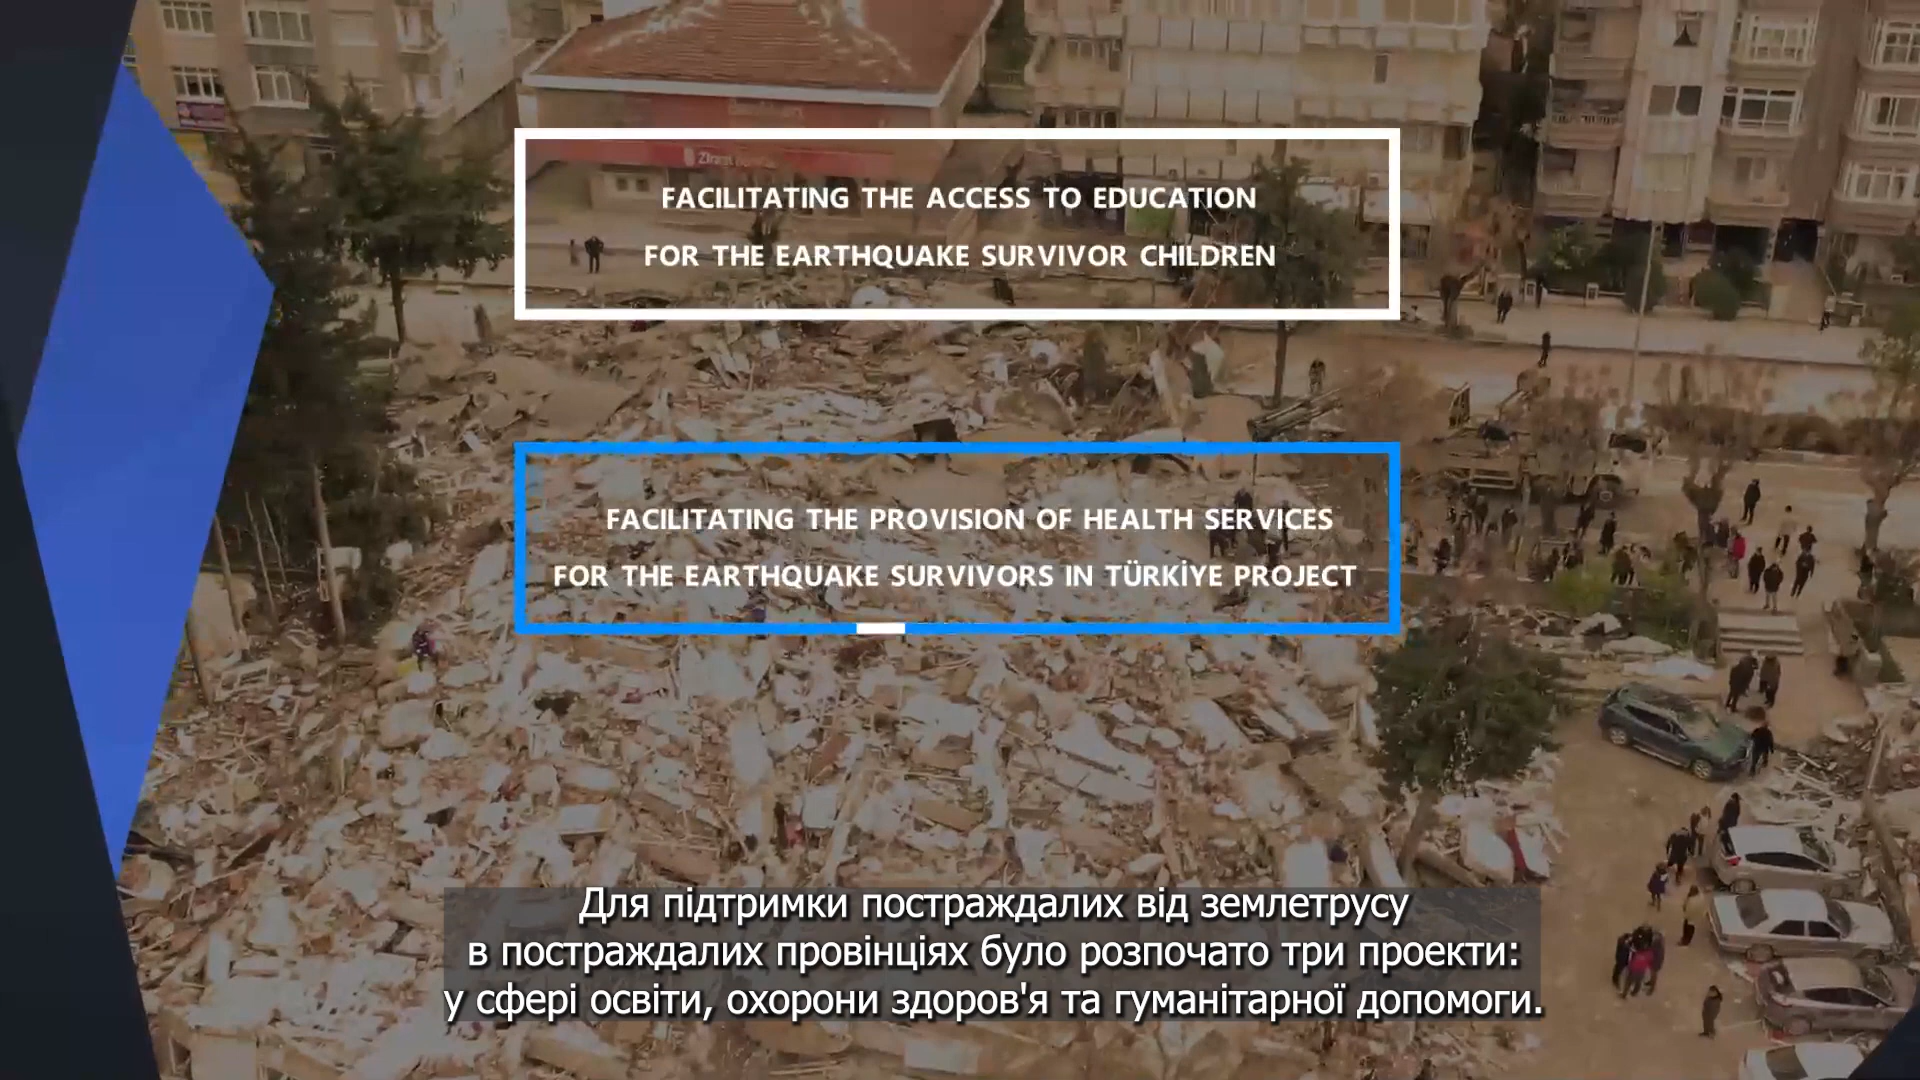 Ziraat
FACILITATING THE ACCESS TO EDUCATION
FOR THE EARTHQUAKE SURVIVOR CHILDREN
FACILITATING THE PROVISION OF HEALTH SERVICES
FOR THE EARTHQUAKE SURVIVORS IN TÜRKİYE PROJECT
Для підтримки постраждалих від землетрусу
в постраждалих провінціях було розпочато три проекти:
у сфері освіти, охорони здоров'я та гуманітарної допомоги.